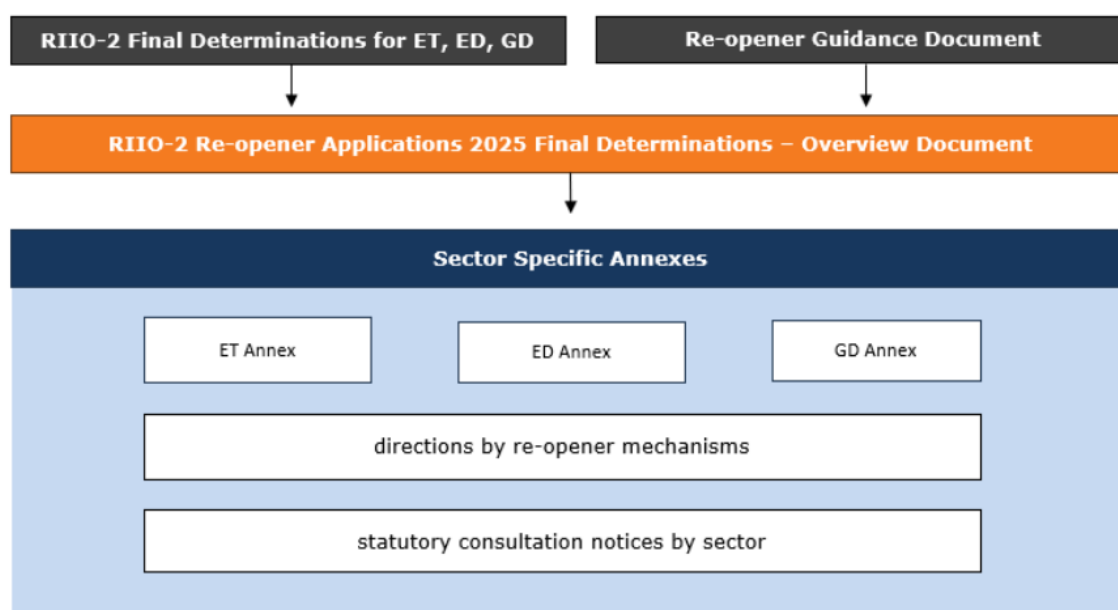 RIIO-2 Final Determinations for ET, ED, GD
Re-opener Guidance Document
RIIO-2 Re-opener Applications 2025 Final Determinations – Overview Document
Sector Specific Annexes
ET Annex
ED Annex
GD Annex
directions by re-opener mechanisms
statutory consultation notices by sector